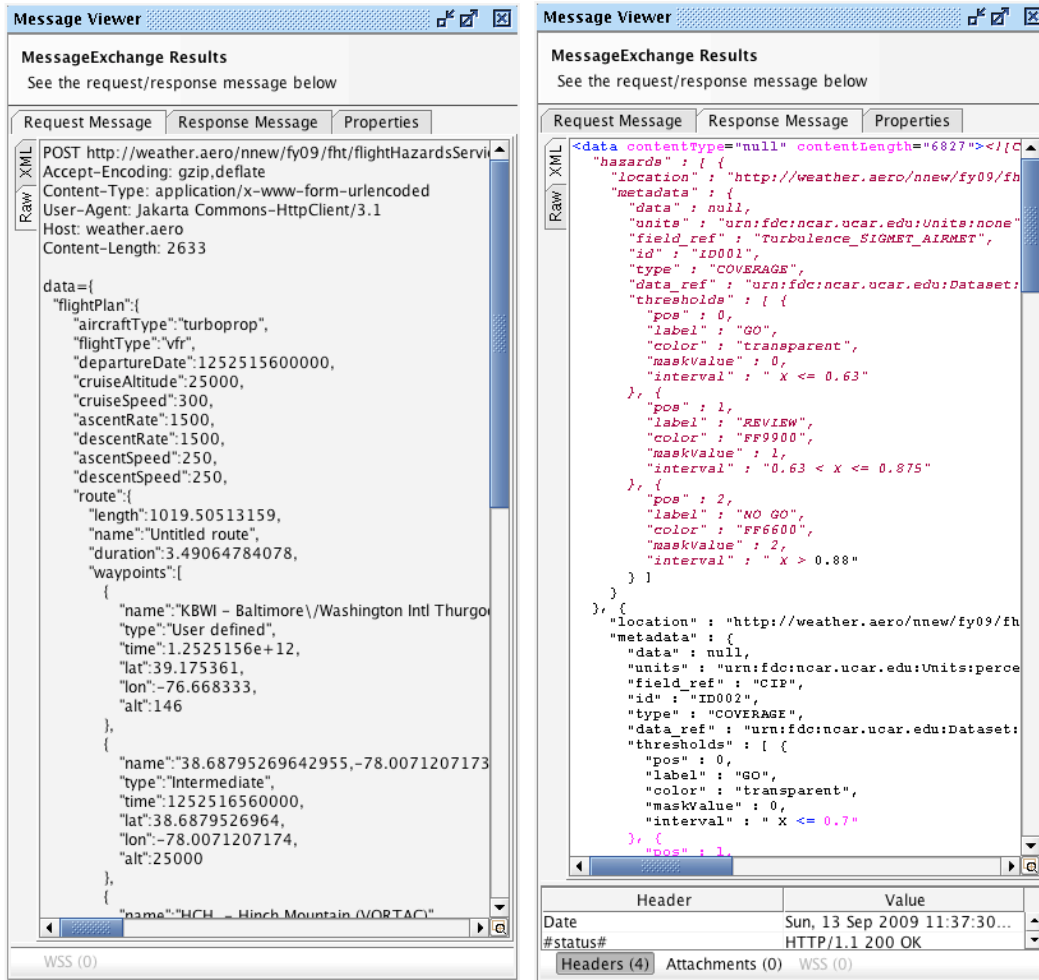 Message Viewer
MessageExchange Results
See the request/response message below
Request Message
Response Message
Properties
XML
Raw
POST http://weather.aero/nnew/fy09/fht/flightHazardsServi
Accept-Encoding: gzip,deflate
Content-Type: application/x-www-form-urlencoded
User-Agent: Jakarta Commons-HttpClient/3.1
Host: weather.aero
Content-Length: 2633
data={
"flightPlan":{
"aircraftType":"turboprop",
"flightType":"vfr",
"departureDate":1252515600000,
"cruiseAltitude":25000,
"cruiseSpeed":300,
"ascentRate":1500,
"descentRate":1500,
"ascentSpeed":250,
"descentSpeed":250,
"route":{
"length":1019.50513159,
"name":"Untitled route",
"duration":3.49064784078,
"waypoints":[
{
"name":"KBWI - Baltimore\/Washington Intl Thurgoo
"type":"User defined",
"time":1.2525156e+12,
"lat":39.175361,
"lon":-76.668333,
"alt":146
},
{
"name":"38.68795269642955,-78.0071207173
"type":"Intermediate",
"time":1252516560000,
"lat":38.6879526964,
"lon":-78.0071207174,
"alt":25000
},
{
"name":"HCH - Hinch Mountain (VORTAC)"
WSS (0)
Message Viewer
MessageExchange Results
See the request/response message below
Request Message
Response Message
Properties
XML
Raw
<data contentType="null" contentLength="6827"><![C
"hazards" : [ {
"location" : "http://weather.aero/nnew/fy09/fh
"metadata" : {
"data" : null,
"units" : "urn:fdc:ncar.ucar.edu:Units:none"
"field_ref" : "Turbulence_SIGMET_AIRMET",
"id" : "ID001",
"type" : "COVERAGE",
"data_ref" : "urn:fdc:ncar.ucar.edu:Dataset:
"thresholds" : [ {
"pos" : 0,
"label" : "GO",
"color" : "transparent",
"maskValue" : 0,
"interval" : " X <= 0.63"
}, {
"pos" : 1,
"label" : "REVIEW",
"color" : "FF9900",
"maskValue" : 1,
"interval" : "0.63 < X <= 0.875"
}, {
"pos" : 2,
"label" : "NO GO",
"color" : "FF6600",
"maskValue" : 2,
"interval" : " X > 0.88"
} ]
}
}, {
"location" : "http://weather.aero/nnew/fy09/fh
"metadata" : {
"data" : null,
"units" : "urn:fdc:ncar.ucar.edu:Units:perce
"field_ref" : "CIP",
"id" : "ID002",
"type" : "COVERAGE",
"data_ref" : "urn:fdc:ncar.ucar.edu:Dataset:
"thresholds" : [ {
"pos" : 0,
"label" : "GO",
"color" : "transparent",
"maskValue" : 0,
"interval" : " X <= 0.7"
}, {
"pos" : 1,
Header Value
Date Sun, 13 Sep 2009 11:37:30...
#status# HTTP/1.1 200 OK
Headers (4) Attachments (0) WSS (0)